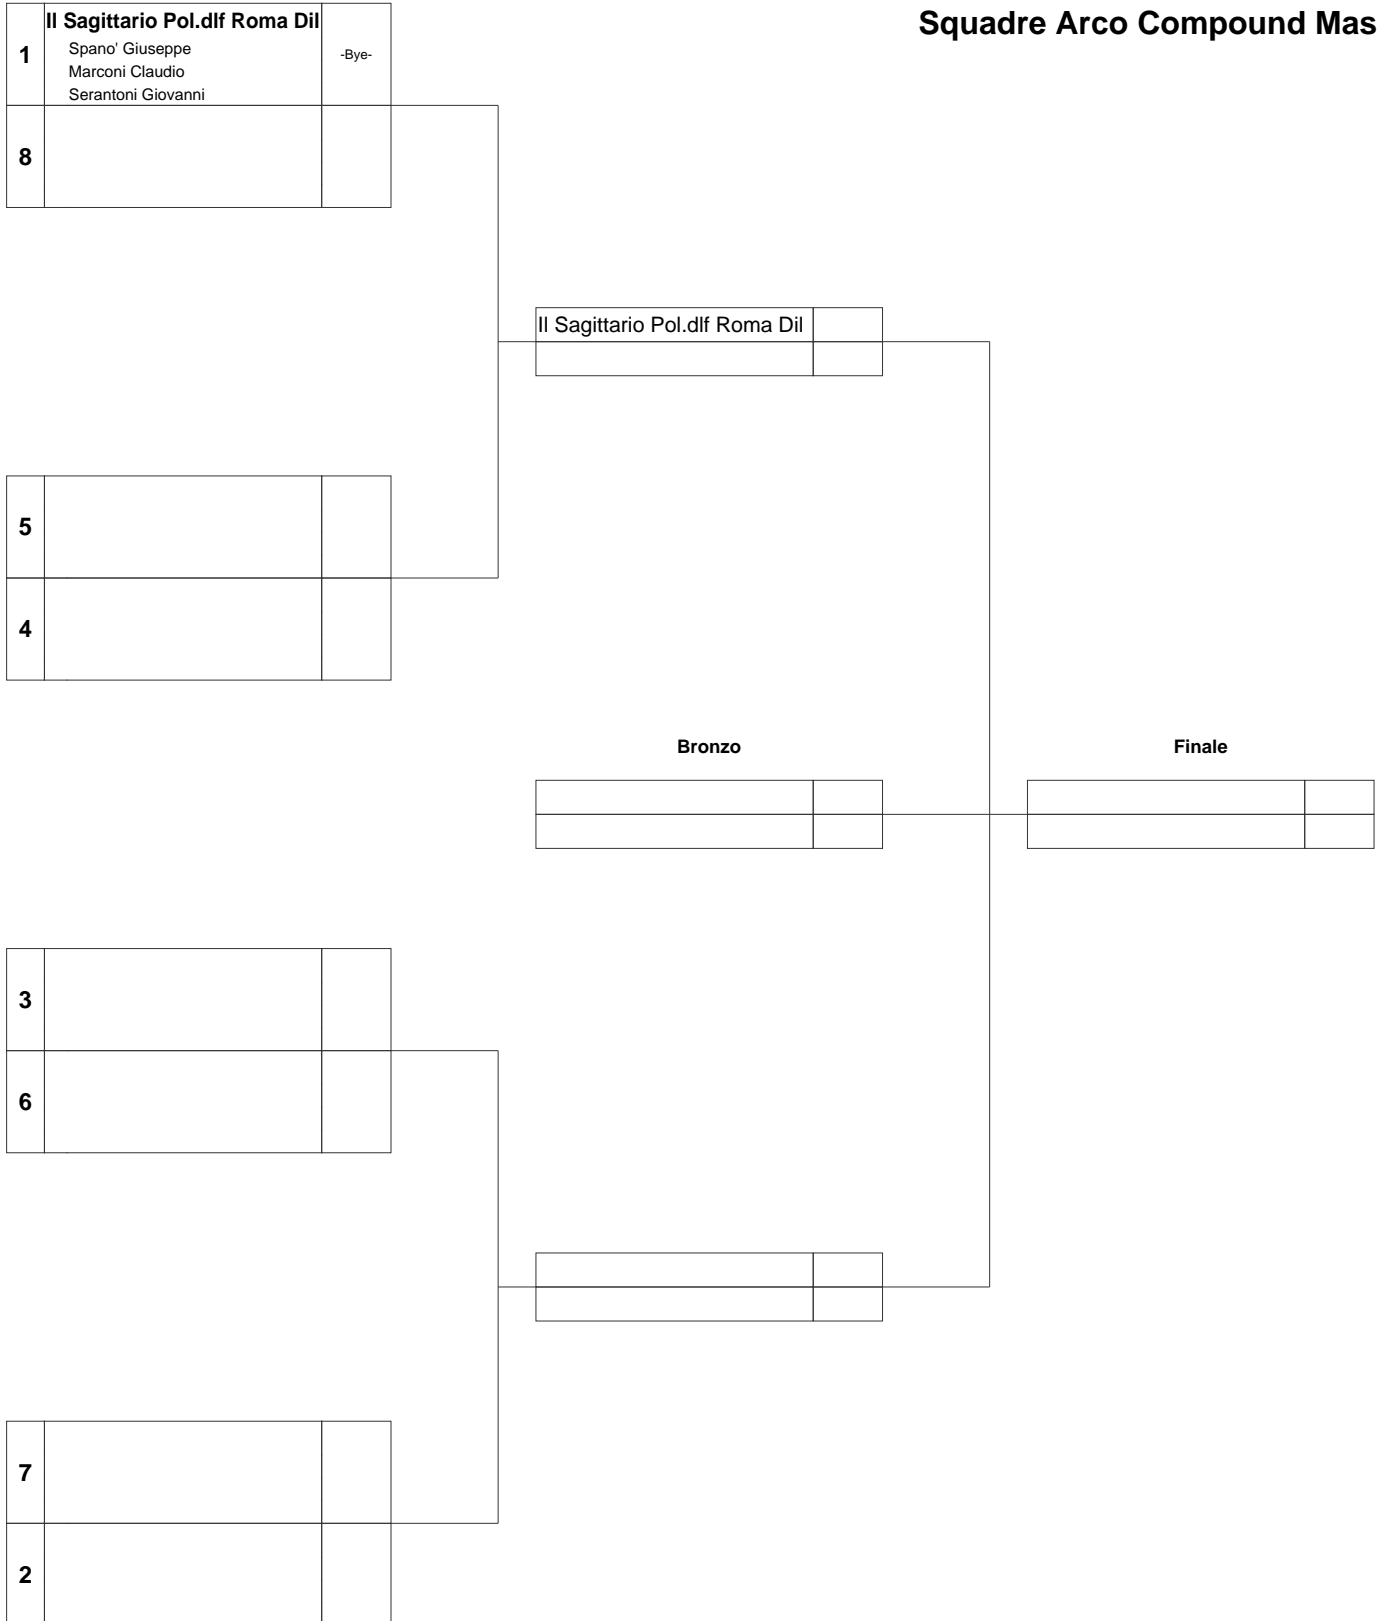 Squadre Arco Compound Mas
1
Il Sagittario Pol.dlf Roma Dil
Spano' Giuseppe
Marconi Claudio
Serantoni Giovanni
-Bye-
8
Il Sagittario Pol.dlf Roma Dil
5
4
Bronzo
Finale
3
6
7
2